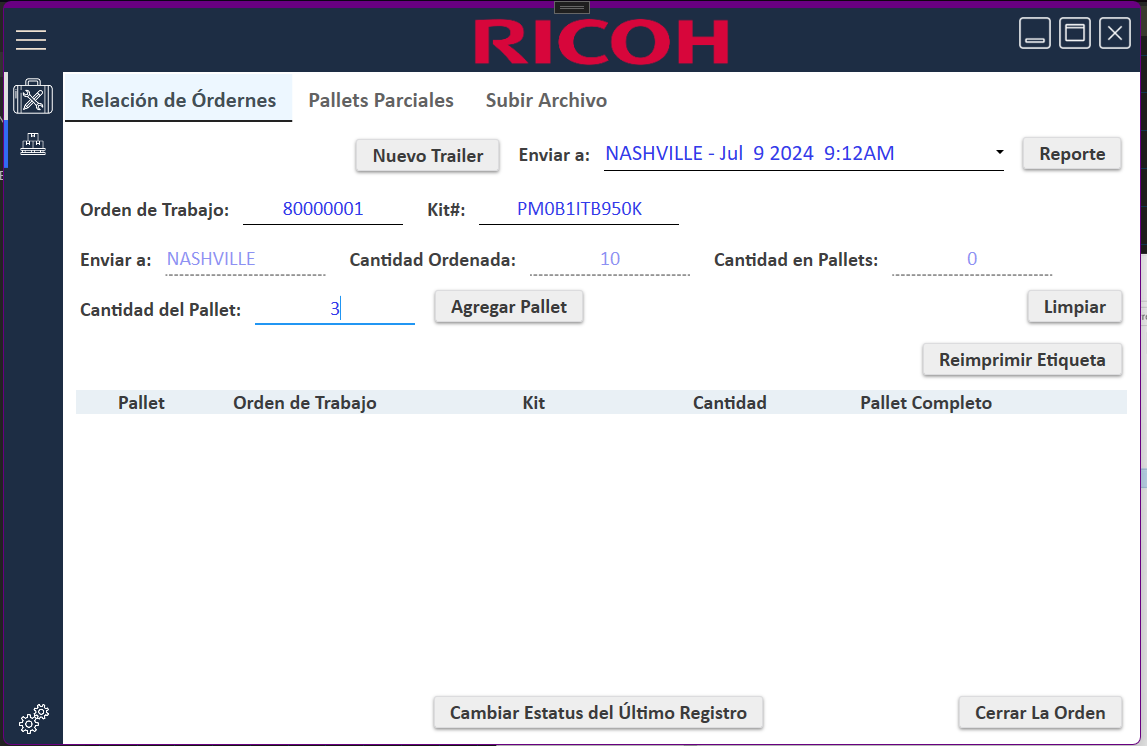 RICOH
Relación de Órdernes Pallets Parciales Subir Archivo
Nuevo Trailer Enviar a: NASHVILLE - Jul 9 2024 9:12AM Reporte
Orden de Trabajo: 80000001 Kit#: PM0B1ITB950K
Enviar a: NASHVILLE Cantidad Ordenada: 10 Cantidad en Pallets: 0
Cantidad del Pallet: 3 Agregar Pallet Limpiar
Reimprimir Etiqueta
Pallet Orden de Trabajo Kit Cantidad Pallet Completo
Cambiar Estatus del Último Registro Cerrar La Orden